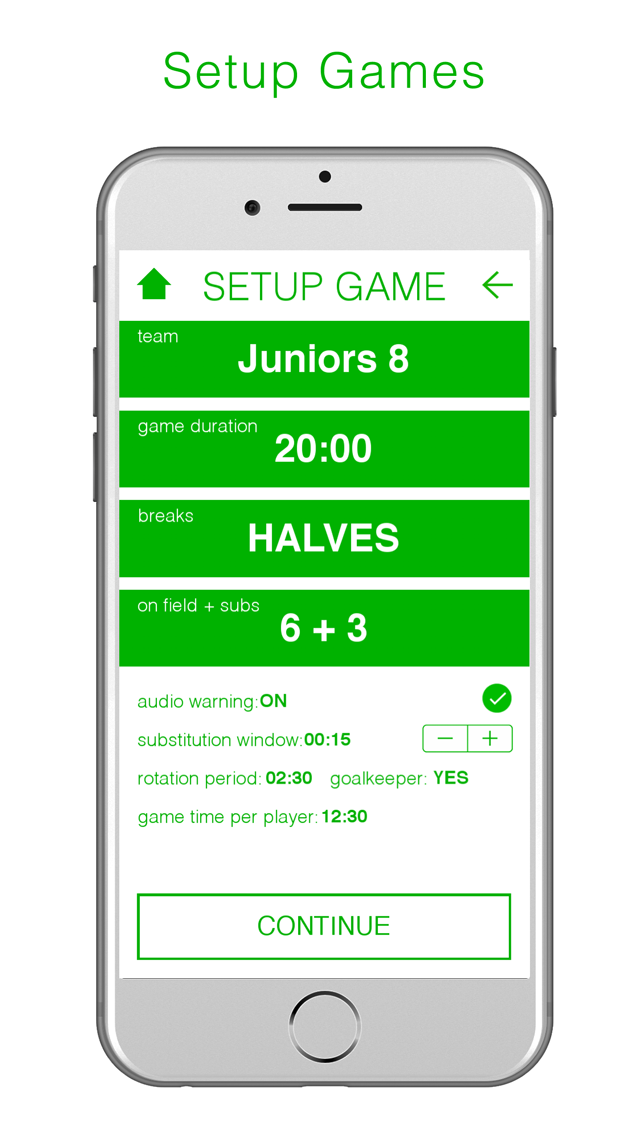 Setup Games
SETUP GAME
team
Juniors 8
game duration
20:00
breaks
HALVES
on field + subs
6 + 3
audio warning:ON
substitution window:00:15
rotation period: 02:30 goalkeeper: YES
game time per player: 12:30
CONTINUE